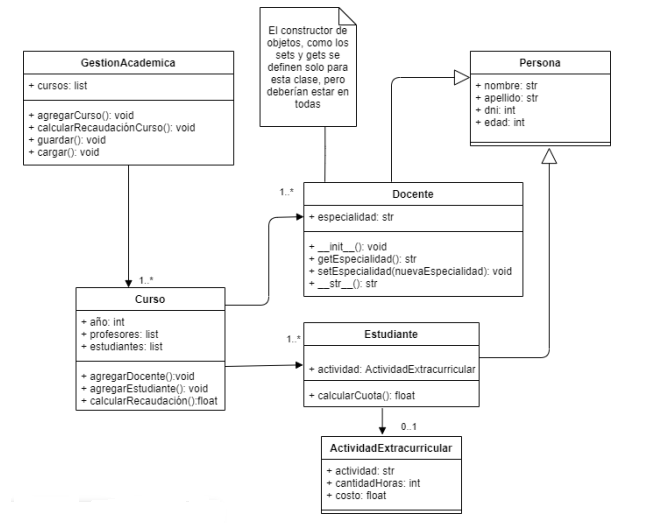 El constructor de
objetos, como los
sets y gets se
definen solo para
esta clase, pero
deberían estar en
todas
GestionAcademica
+ cursos: list
+ agregarCurso(): void
+ calcularRecaudaciónCurso(): void
+ guardar(): void
+ cargar(): void
Persona
+ nombre: str
+ apellido: str
+ dni: int
+ edad: int
1..*
Docente
+ especialidad: str
+ __init__(): void
+ getEspecialidad(): str
+ setEspecialidad(nuevaEspecialidad): void
+ __str__(): str
1..*
Curso
+ año: int
+ profesores: list
+ estudiantes: list
+ agregarDocente():void
+ agregarEstudiante(): void
+ calcularRecaudación():float
1..*
Estudiante
+ actividad: ActividadExtracurricular
+ calcularCuota(): float
0..1
ActividadExtracurricular
+ actividad: str
+ cantidadHoras: int
+ costo: float